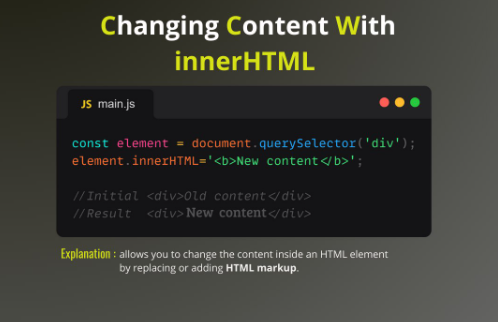 Changing Content With
innerHTML
JS main.js
const element = document.querySelector('div');
element.innerHTML='<b>New content</b>';
//Initial <div>Old content</div>
//Result <div>New content</div>
Explanation : allows you to change the content inside an HTML element
by replacing or adding HTML markup.